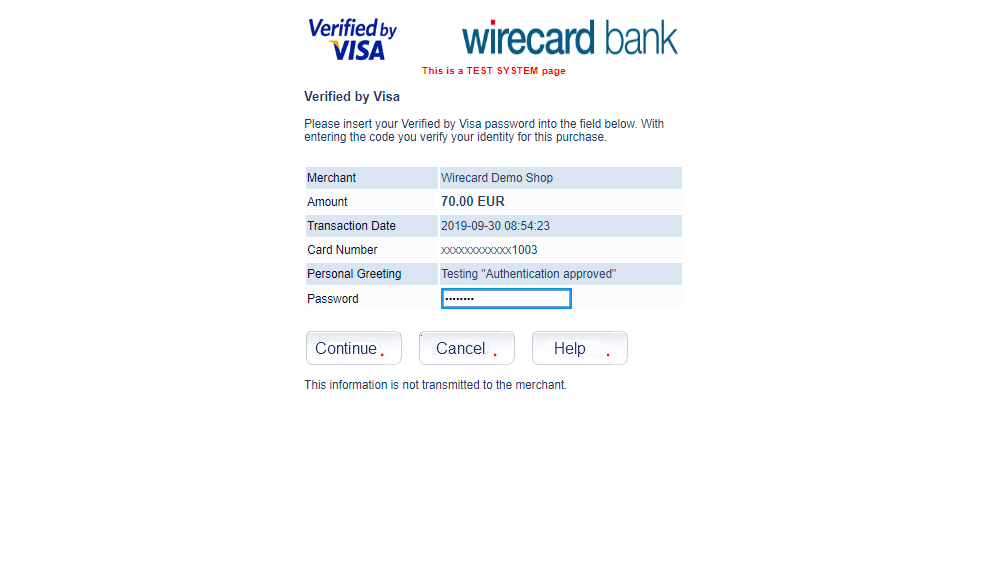 Verified by
VISA
wirecard bank
This is a TEST SYSTEM page
Verified by Visa
Please insert your Verified by Visa password into the field below. With
entering the code you verify your identity for this purchase.
Merchant Wirecard Demo Shop
Amount 70.00 EUR
Transaction Date 2019-09-30 08:54:23
Card Number xxxxxxxxxxxx1003
Personal Greeting Testing "Authentication approved"
Password ••••••••
Continue Cancel Help
This information is not transmitted to the merchant.